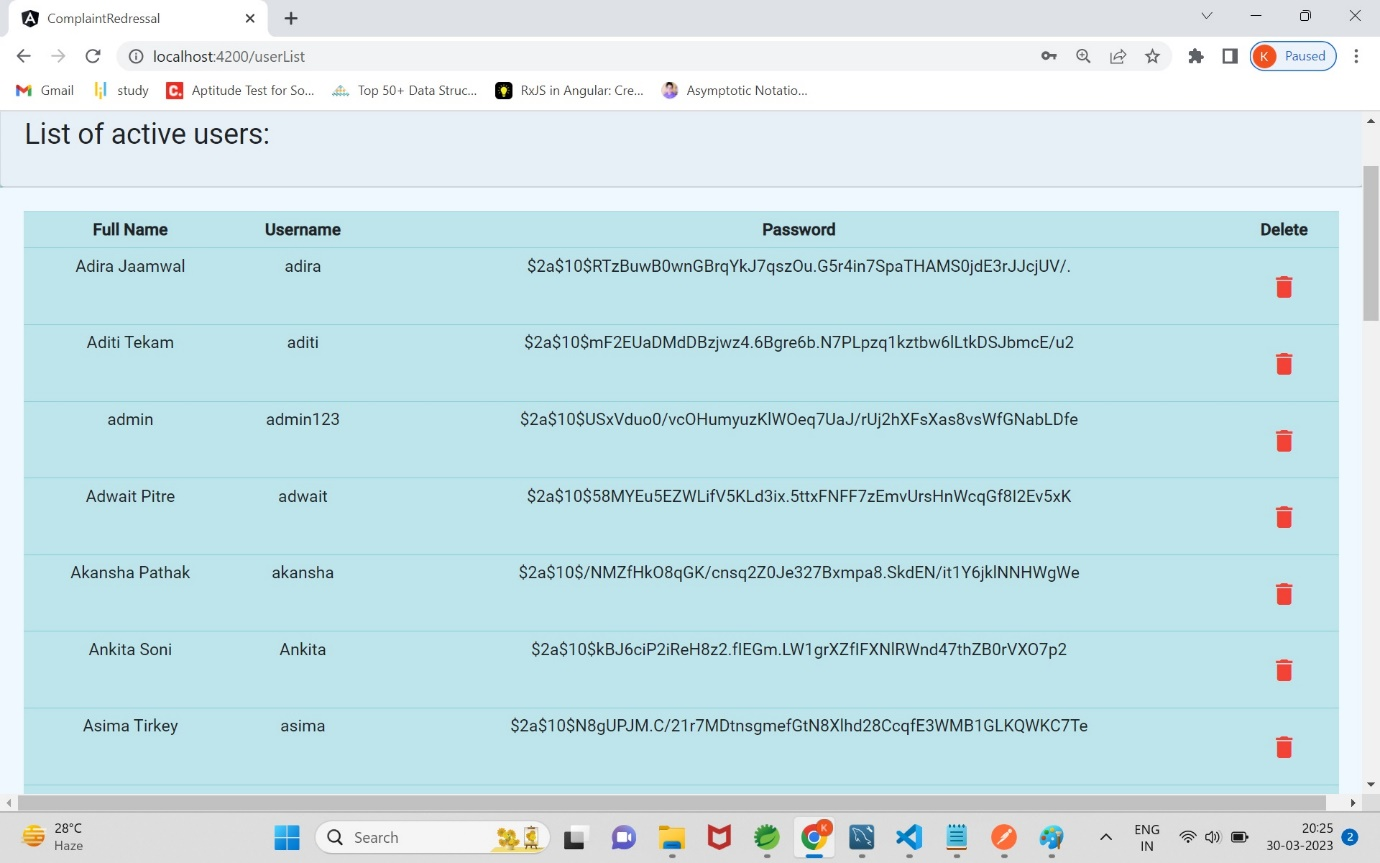 ComplaintRedressal
localhost:4200/userList
K Paused
Gmail study Aptitude Test for So... Top 50+ Data Struc... RxJS in Angular: Cre... Asymptotic Notatio...
List of active users:
Full Name Username Password Delete
Adira Jaamwal adira $2a$10$RTzBuwB0wnGBrqYkJ7qszOu.G5r4in7SpaTHAMS0jdE3rJJcjUV/.
Aditi Tekam aditi $2a$10$mF2EUaDMdDBzjwz4.6Bgre6b.N7PLpzq1kztbw6lLtkDSJbmcE/u2
admin admin123 $2a$10$USxVduo0/vcOHumyuzKlWOeq7UaJ/rUj2hXFsXas8vsWfGNabLDfe
Adwait Pitre adwait $2a$10$58MYEu5EZWLifV5KLd3ix.5ttxFNFF7zEmvUrsHnWcqGf8I2Ev5xK
Akansha Pathak akansha $2a$10$/NMZfHkO8qGK/cnsq2Z0Je327Bxmpa8.SkdEN/it1Y6jklNNHWgWe
Ankita Soni Ankita $2a$10$kBJ6ciP2iReH8z2.flEGm.LW1grXZfIFXNlRWnd47thZB0rVXO7p2
Asima Tirkey asima $2a$10$N8gUPJM.C/21r7MDtnsgmefGtN8Xlhd28CcqfE3WMB1GLKQWKC7Te
28°C
Haze
Search
K
ENG
IN
20:25
30-03-2023
2